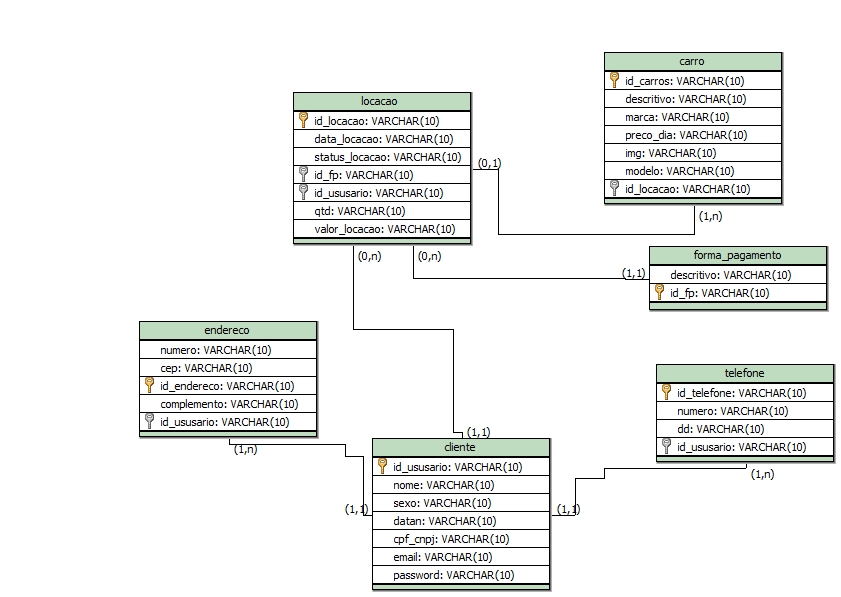 carro
id_carros: VARCHAR(10)
descritivo: VARCHAR(10)
marca: VARCHAR(10)
preco_dia: VARCHAR(10)
img: VARCHAR(10)
modelo: VARCHAR(10)
id_locacao: VARCHAR(10)
(1,n)
locacao
id_locacao: VARCHAR(10)
data_locacao: VARCHAR(10)
status_locacao: VARCHAR(10)
id_fp: VARCHAR(10)
id_ususario: VARCHAR(10)
qtd: VARCHAR(10)
valor_locacao: VARCHAR(10)
(0,1)
(0,n)
(0,n)
forma_pagamento
descritivo: VARCHAR(10)
id_fp: VARCHAR(10)
(1,1)
endereco
numero: VARCHAR(10)
cep: VARCHAR(10)
id_endereco: VARCHAR(10)
complemento: VARCHAR(10)
id_ususario: VARCHAR(10)
(1,n)
telefone
id_telefone: VARCHAR(10)
numero: VARCHAR(10)
dd: VARCHAR(10)
id_ususario: VARCHAR(10)
(1,n)
(1,1)
cliente
id_ususario: VARCHAR(10)
nome: VARCHAR(10)
sexo: VARCHAR(10)
datan: VARCHAR(10)
cpf_cnpj: VARCHAR(10)
email: VARCHAR(10)
password: VARCHAR(10)
(1,1)
(1,1)